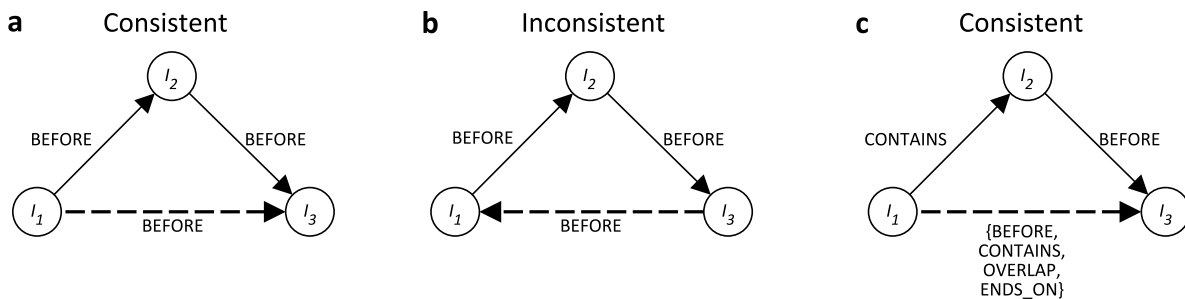 a Consistent
I2
BEFORE BEFORE
I1 I3
BEFORE
b Inconsistent
I2
BEFORE BEFORE
I1 I3
BEFORE
c Consistent
I2
CONTAINS BEFORE
I1 I3
{BEFORE,
CONTAINS,
OVERLAP,
ENDS_ON}